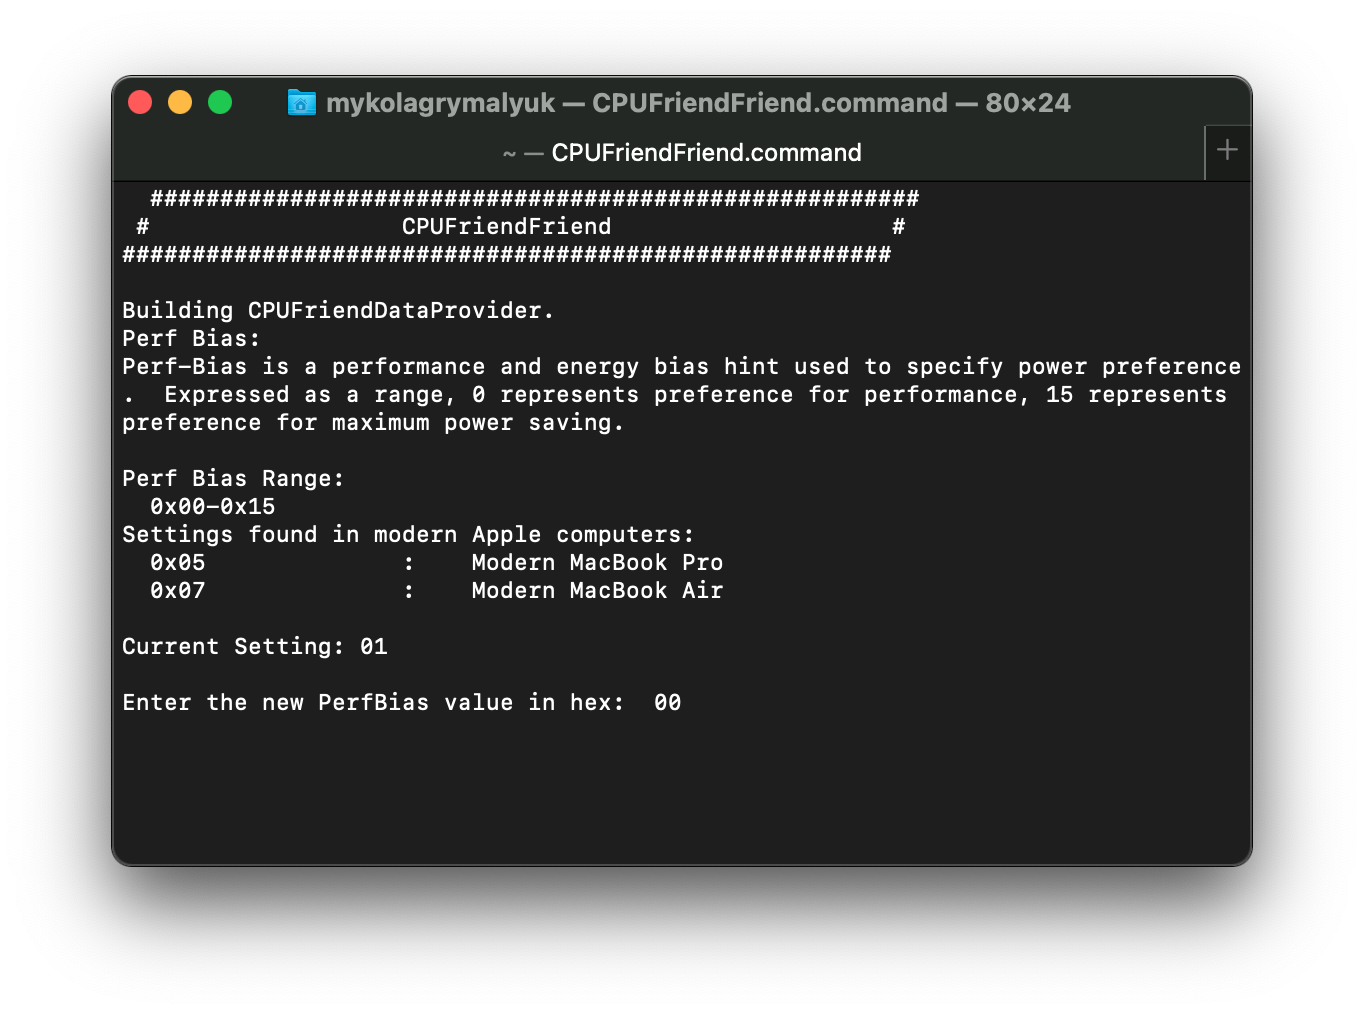 mykolagrymalyuk — CPUFriendFriend.command — 80×24
~ — CPUFriendFriend.command
+
#######################################################
# CPUFriendFriend #
#######################################################
Building CPUFriendDataProvider.
Perf Bias:
Perf-Bias is a performance and energy bias hint used to specify power preference
. Expressed as a range, 0 represents preference for performance, 15 represents
preference for maximum power saving.
Perf Bias Range:
0x00-0x15
Settings found in modern Apple computers:
0x05 : Modern MacBook Pro
0x07 : Modern MacBook Air
Current Setting: 01
Enter the new PerfBias value in hex: 00